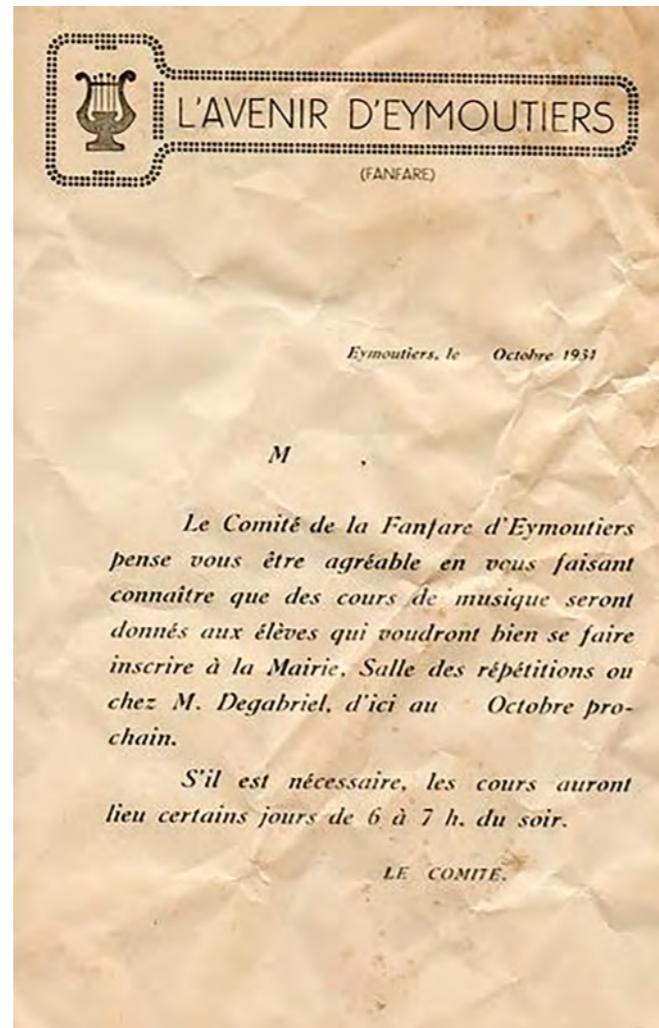 L'AVENIR D'EYMOUTIERS
(FANFARE)
Eymoutiers, le Octobre 1931
M ,
Le Comité de la Fanfare d'Eymoutiers
pense vous être agréable en vous faisant
connaître que des cours de musique seront
donnés aux élèves qui voudront bien se faire
inscrire à la Mairie, Salle des répétitions ou
chez M. Degabriel, d'ici au Octobre pro-
chain.
S'il est nécessaire, les cours auront
lieu certains jours de 6 à 7 h. du soir.
LE COMITÉ.